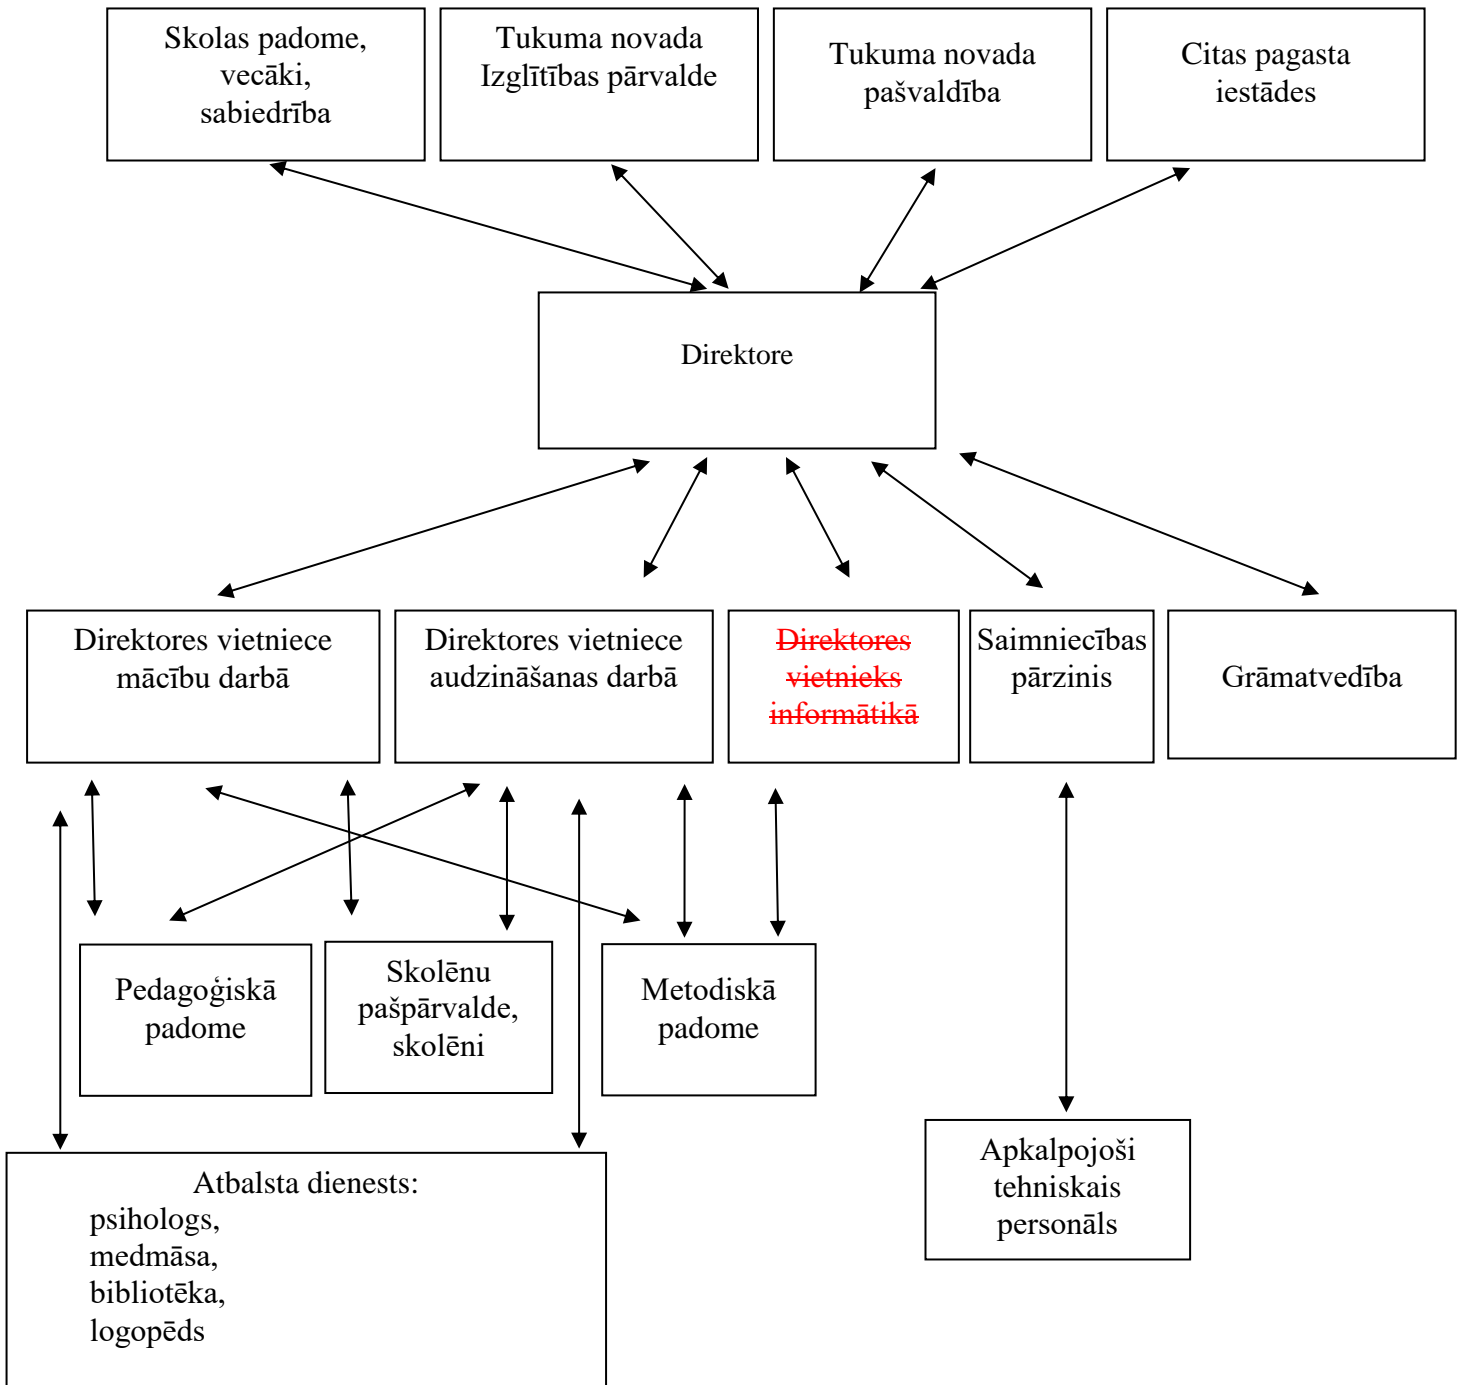 Skolas padome,
vecāki,
sabiedrība
Tukuma novada
Izglītības pārvalde
Tukuma novada
pašvaldība
Citas pagasta
iestādes
Direktore
Direktores vietniece
mācību darbā
Direktores vietniece
audzināšanas darbā
Direktores
vietnieks
informātikā
Saimniecības
pārzinis
Grāmatvedība
Pedagoģiskā
padome
Skolēnu
pašpārvalde,
skolēni
Metodiskā
padome
Apkalpojoši
tehniskais
personāls
Atbalsta dienests:
psihologs,
medmāsa,
bibliotēka,
logopēds